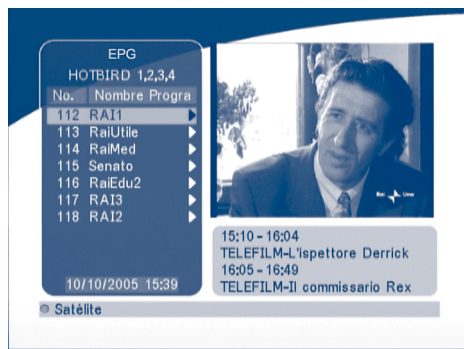 EPG
HOTBIRD 1,2,3,4
No. Nombre Progra
112 RAI1
113 RaiUtile
114 RaiMed
115 Senato
116 RaiEdu2
117 RAI3
118 RAI2
10/10/2005 15:39
Rai Uno
15:10 - 16:04
TELEFILM-L'ispettore Derrick
16:05 - 16:49
TELEFILM-Il commissario Rex
Satélite